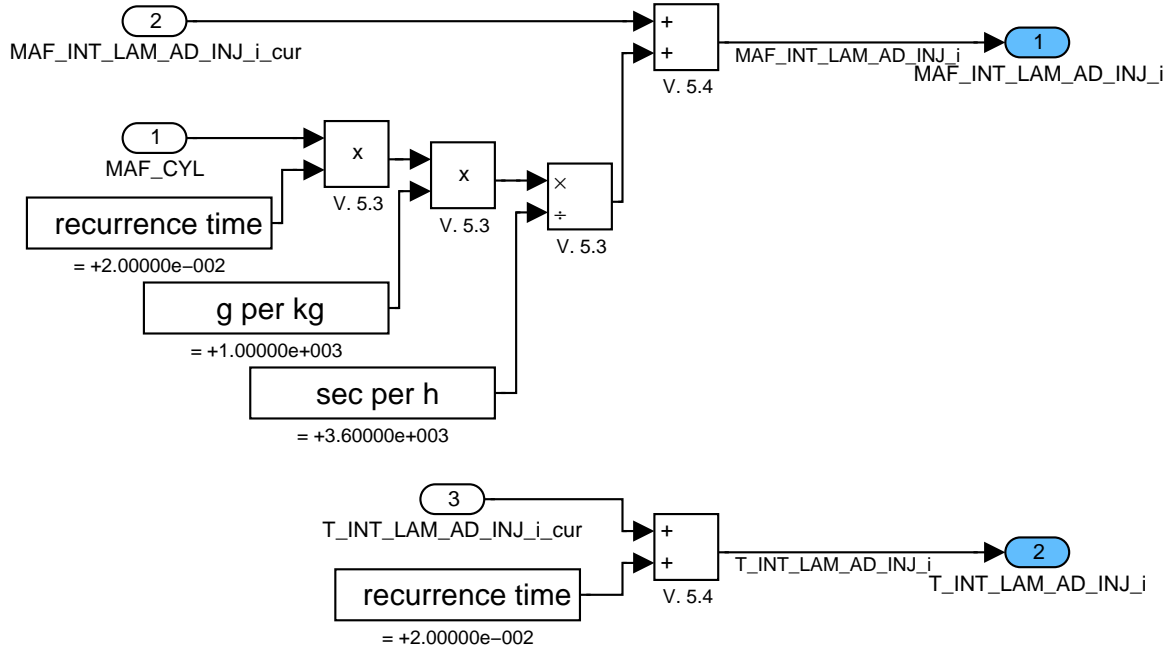 2
MAF_INT_LAM_AD_INJ_i_cur
+
+
V. 5.4
MAF_INT_LAM_AD_INJ_i
1
MAF_INT_LAM_AD_INJ_i
1
MAF_CYL
x
V. 5.3
x
V. 5.3
×
÷
V. 5.3
recurrence time
= +2.00000e−002
g per kg
= +1.00000e+003
sec per h
= +3.60000e+003
3
T_INT_LAM_AD_INJ_i_cur
+
+
V. 5.4
T_INT_LAM_AD_INJ_i
2
T_INT_LAM_AD_INJ_i
recurrence time
= +2.00000e−002